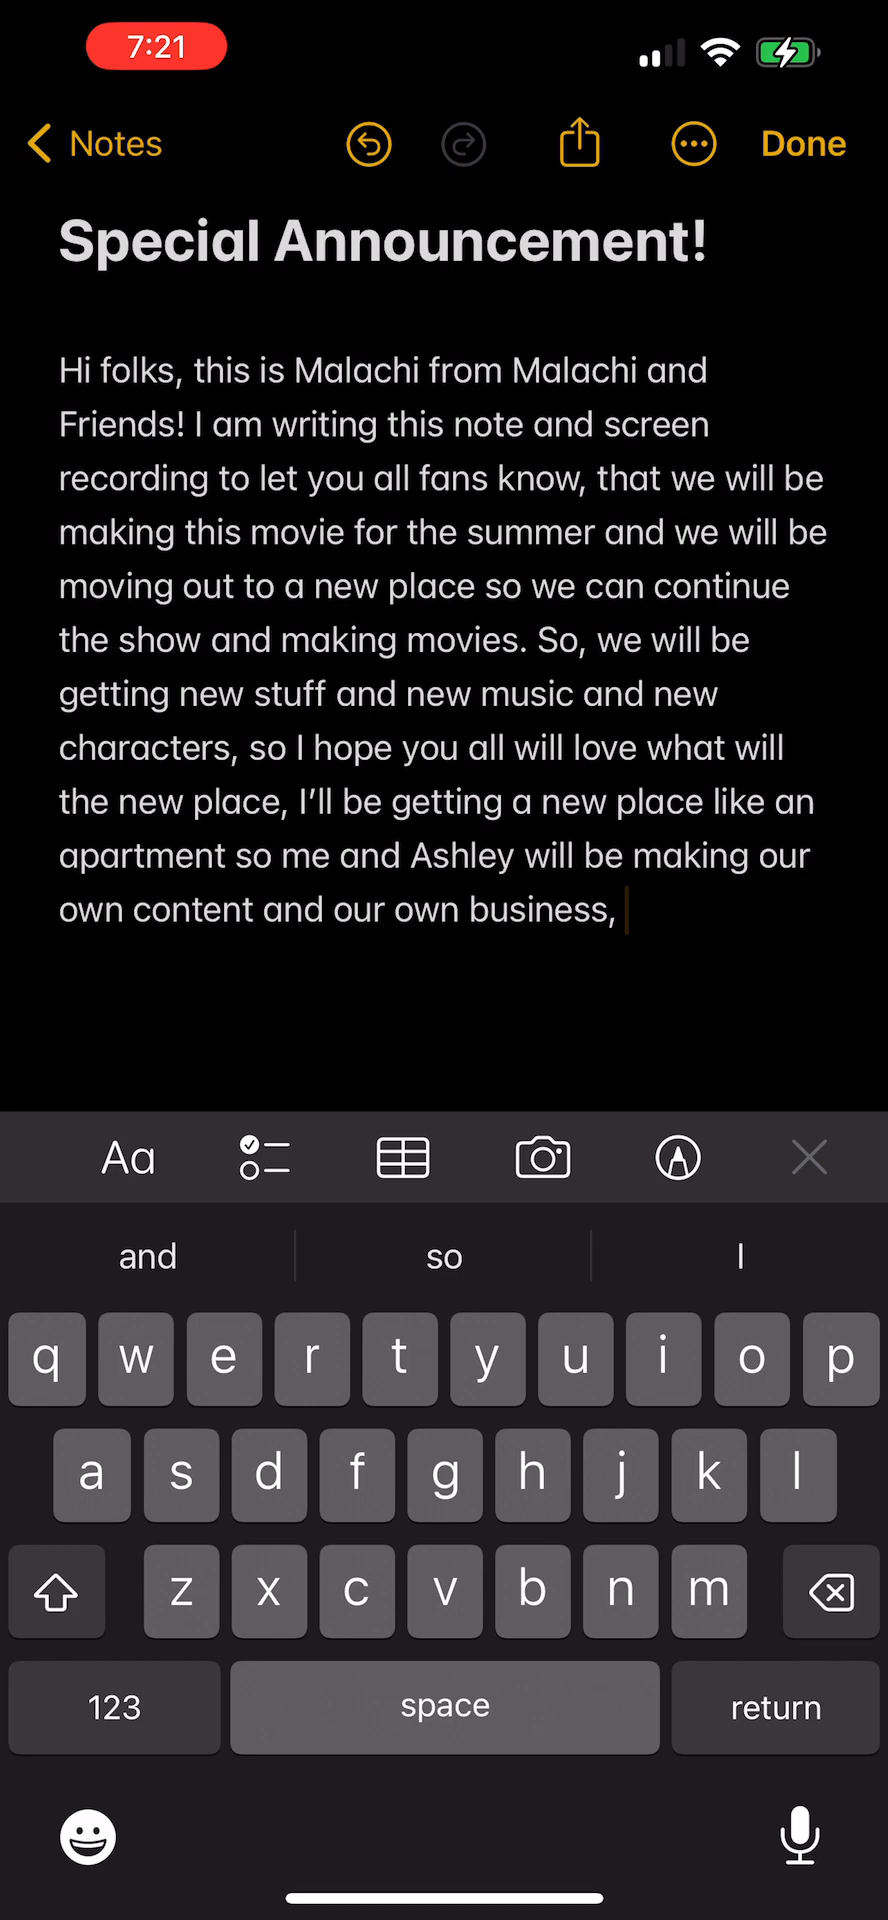 7:21
Notes
Done
Special Announcement!
Hi folks, this is Malachi from Malachi and
Friends! I am writing this note and screen
recording to let you all fans know, that we will be
making this movie for the summer and we will be
moving out to a new place so we can continue
the show and making movies. So, we will be
getting new stuff and new music and new
characters, so I hope you all will love what will
the new place, I’ll be getting a new place like an
apartment so me and Ashley will be making our
own content and our own business,
Aa
and so I
q w e r t y u i o p
a s d f g h j k l
z x c v b n m
123 space return